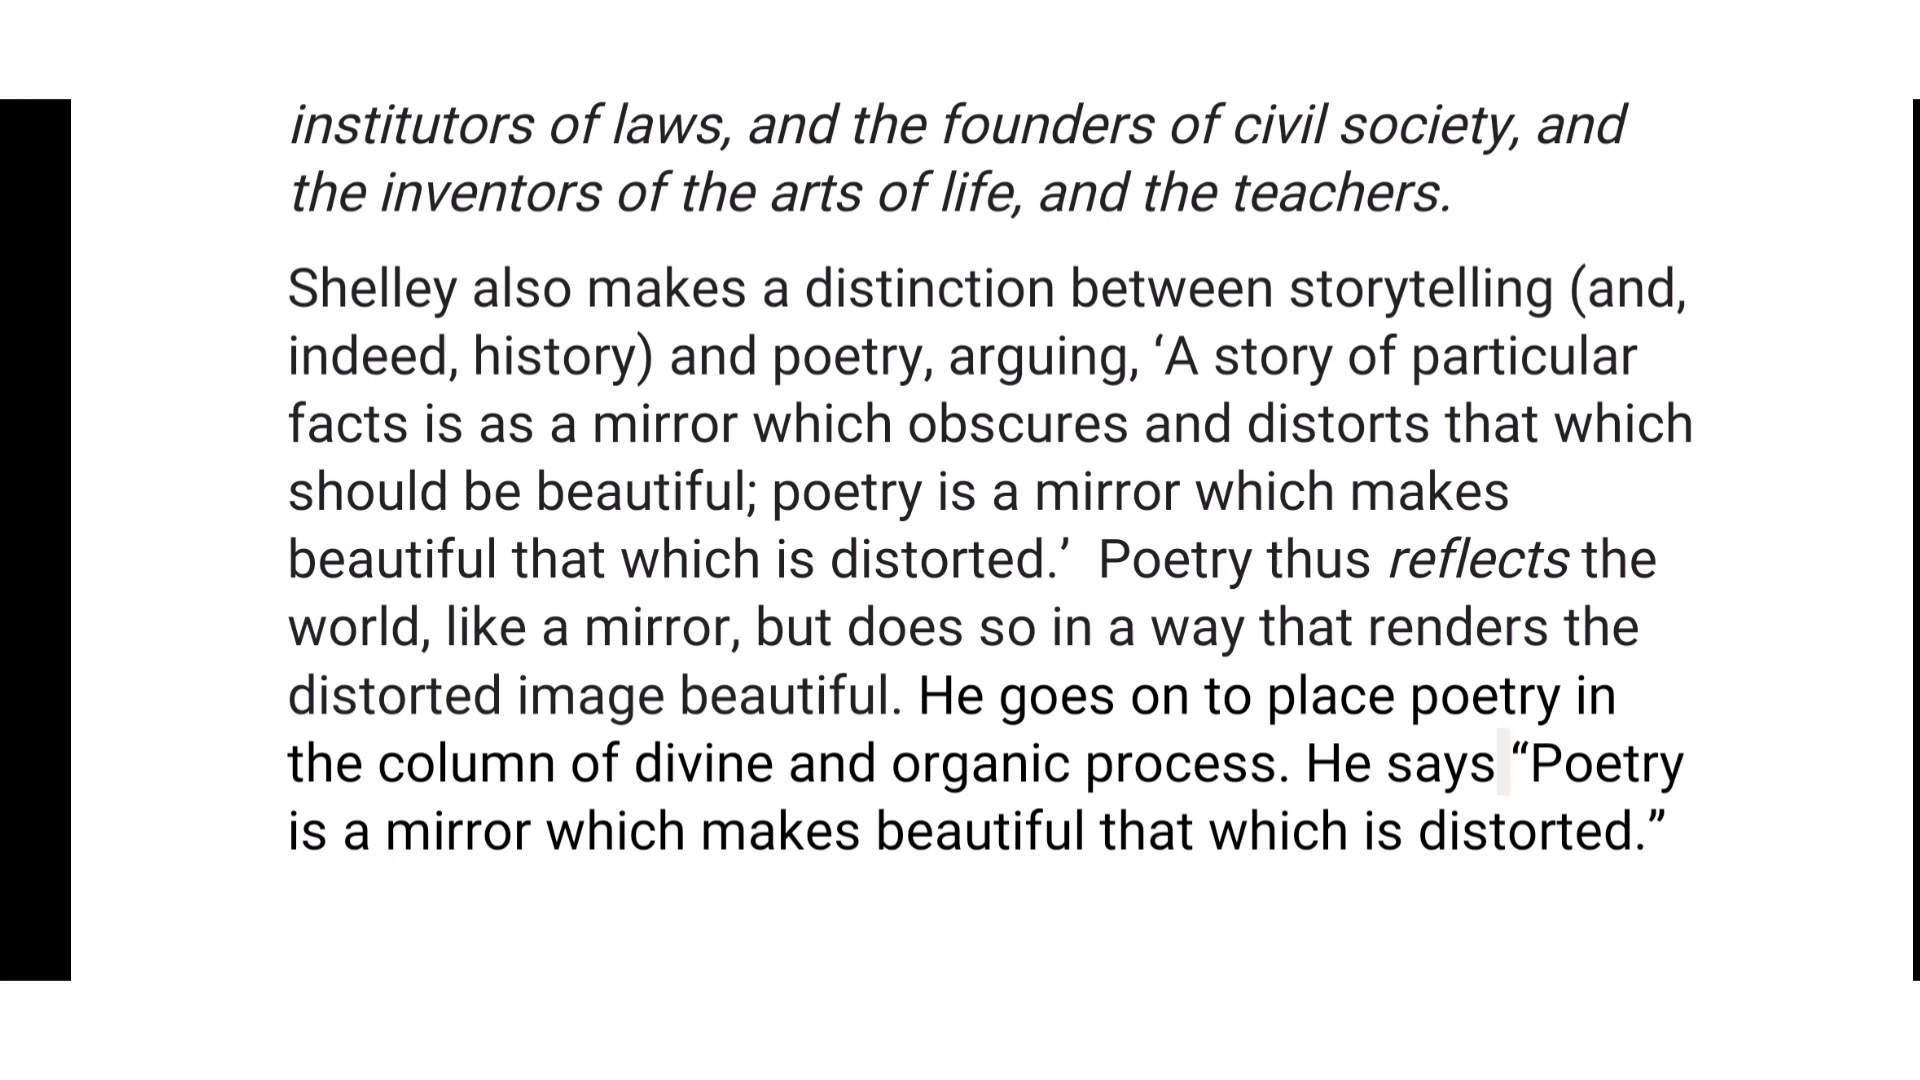 institutors of laws, and the founders of civil society, and
the inventors of the arts of life, and the teachers.
Shelley also makes a distinction between storytelling (and,
indeed, history) and poetry, arguing, ‘A story of particular
facts is as a mirror which obscures and distorts that which
should be beautiful; poetry is a mirror which makes
beautiful that which is distorted.’  Poetry thus reflects the
world, like a mirror, but does so in a way that renders the
distorted image beautiful. He goes on to place poetry in
the column of divine and organic process. He says “Poetry
is a mirror which makes beautiful that which is distorted.”